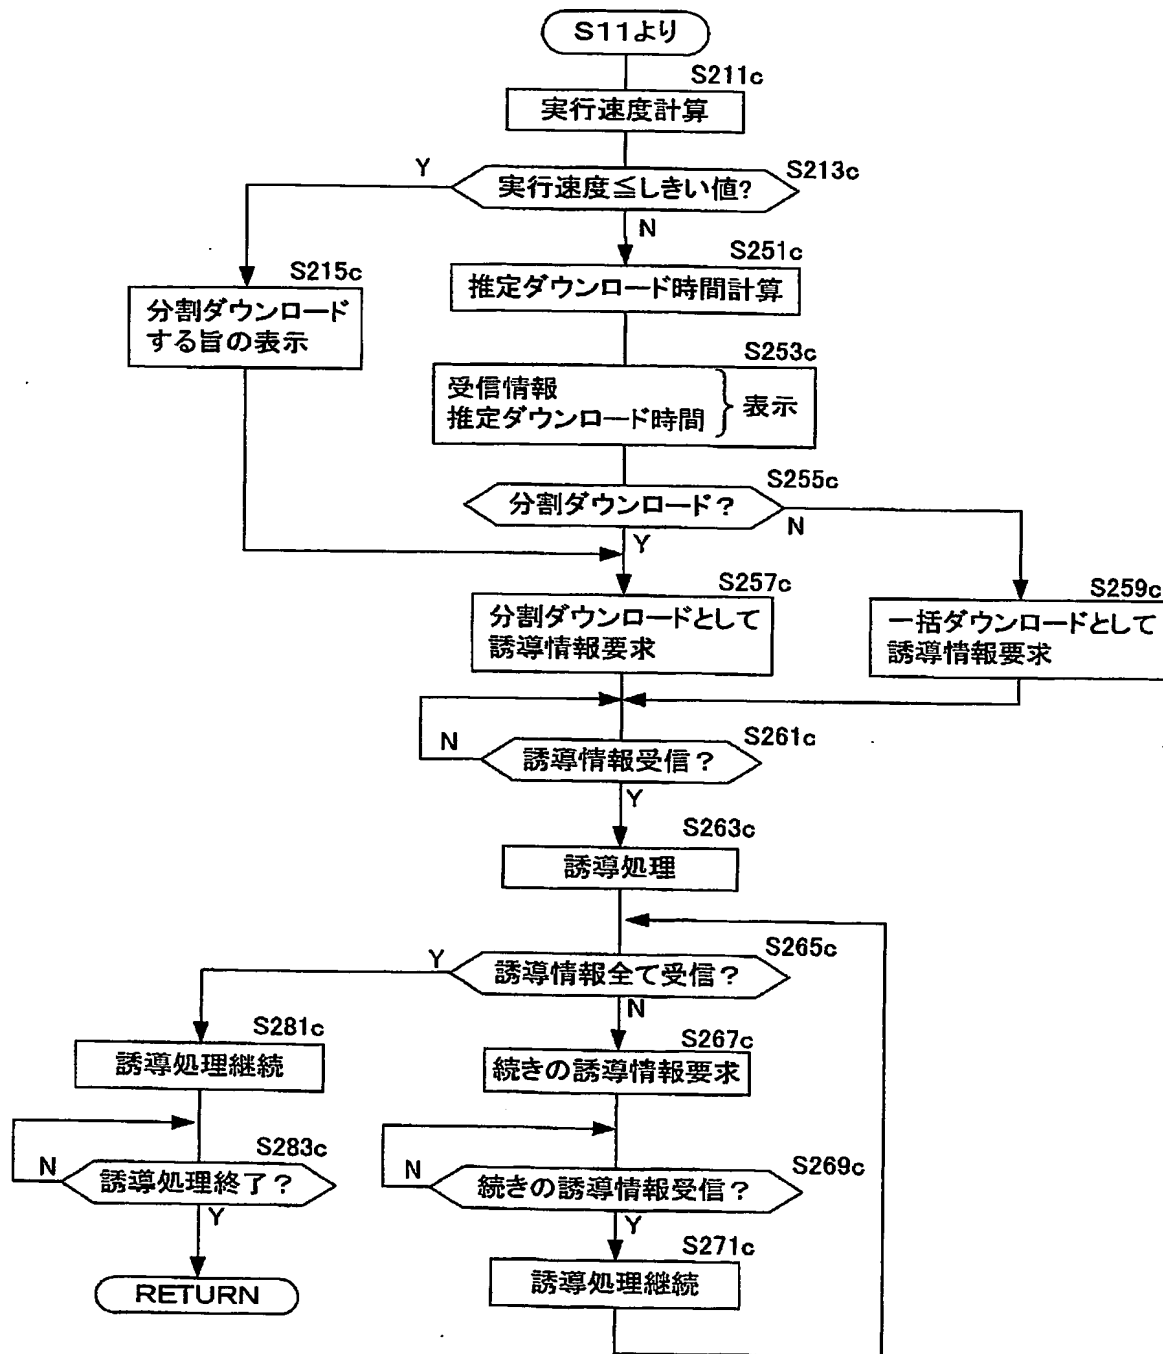 S11より
S211c
実行速度計算
Y
S213c
実行速度≦しきい値?
N
S251c
推定ダウンロード時間計算
S215c
分割ダウンロード
する旨の表示
S253c
受信情報
推定ダウンロード時間
表示
S255c
分割ダウンロード?
N
Y
S257c
分割ダウンロードとして
誘導情報要求
S259c
一括ダウンロードとして
誘導情報要求
S261c
N
誘導情報受信?
Y
S263c
誘導処理
S265c
Y
誘導情報全て受信?
N
S281c
誘導処理継続
S267c
続きの誘導情報要求
S283c
N
誘導処理終了?
Y
S269c
N
続きの誘導情報受信?
Y
S271c
誘導処理継続
RETURN